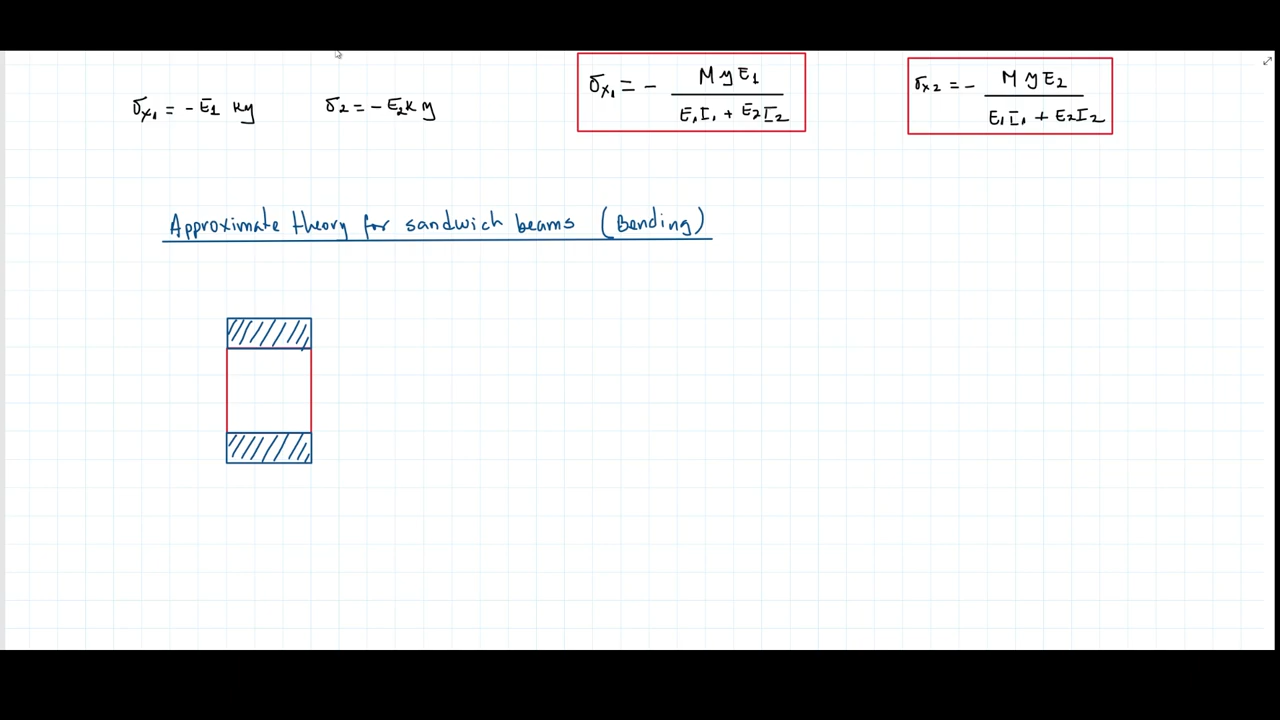 σx₁ = - E₁ κy σ₂ = - E₂κ y σx₁ = - M y E₁ / E₁I₁ + E₂I₂ σx₂ = - M y E₂ / E₁I₁ + E₂I₂
Approximate theory for sandwich beams (Bending)